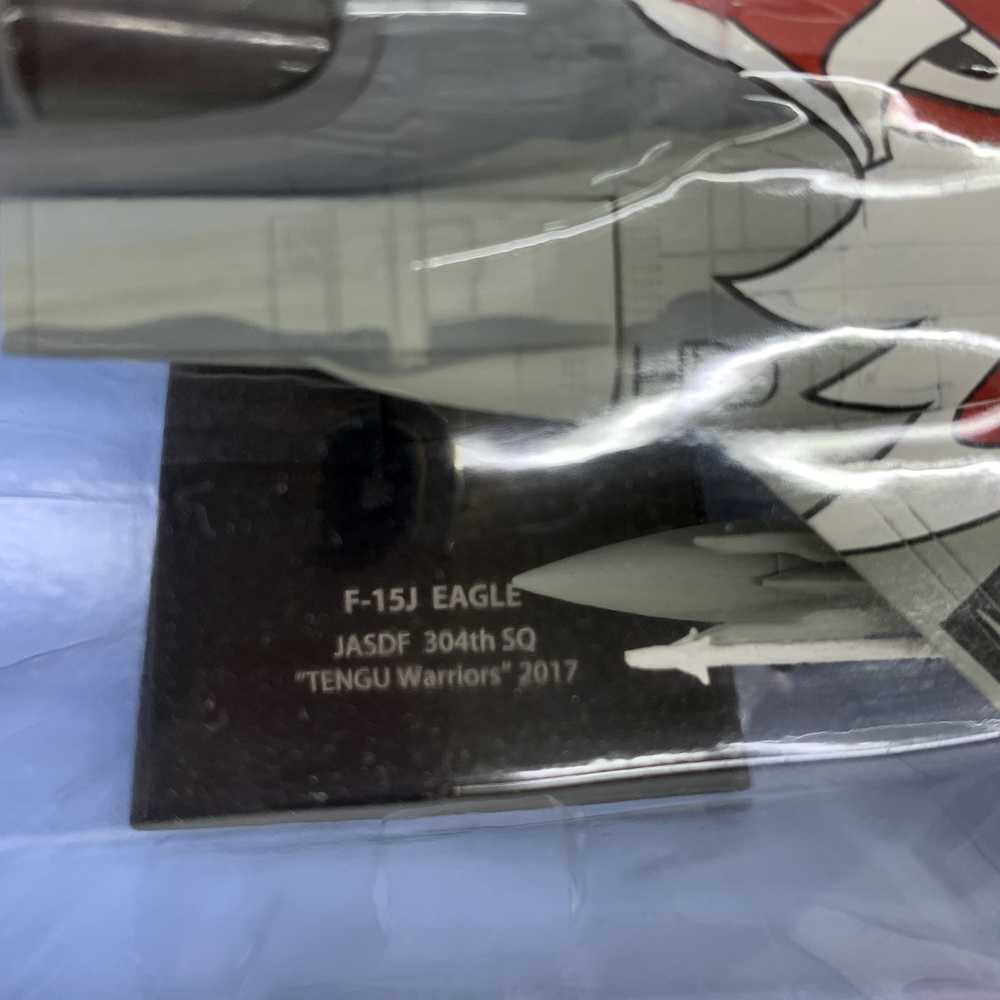 F-15J EAGLE
JASDF 304th SQ
"TENGU Warriors" 2017